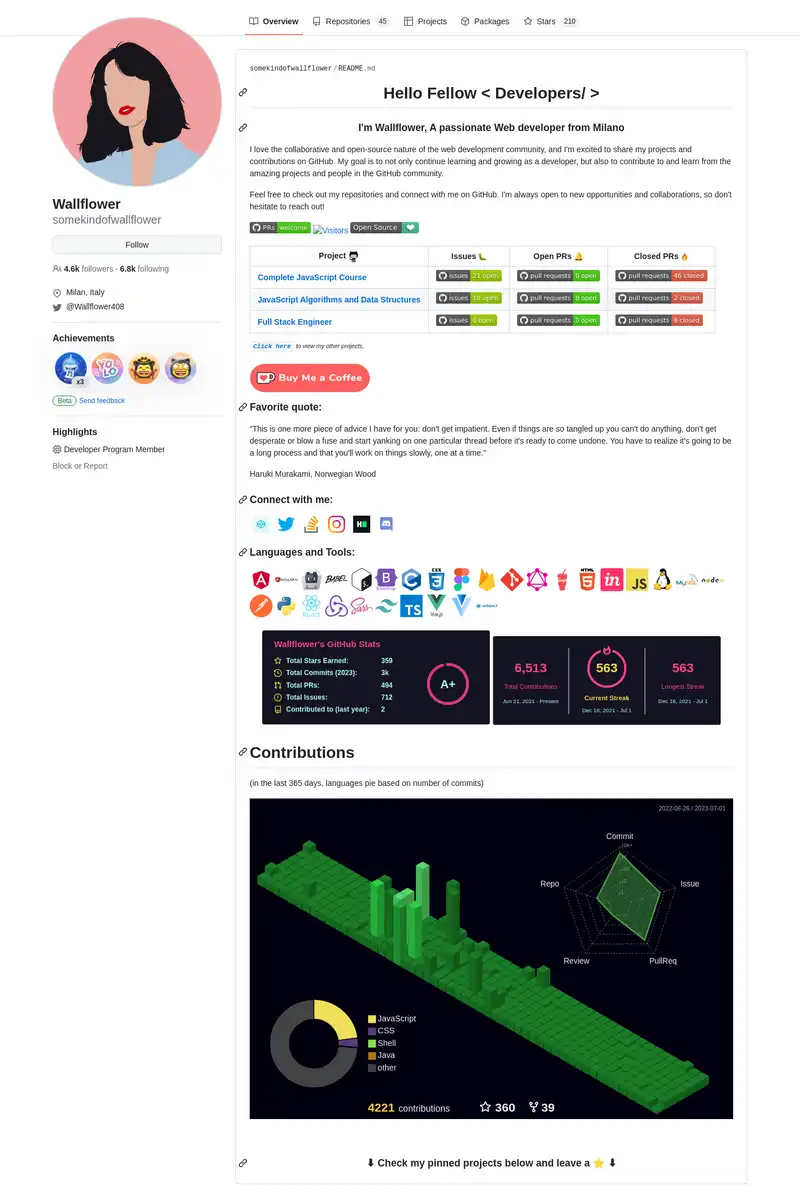 Overview
Repositories 45
Projects
Packages
Stars 210
Wallflower
somekindofwallflower
Follow
4.6k followers · 6.8k following
Milan, Italy
@Wallflower408
Achievements
YOLO
x3
Beta Send feedback
Highlights
Developer Program Member
Block or Report
somekindofwallflower/README.md
Hello Fellow < Developers/ >
I'm Wallflower, A passionate Web developer from Milano
I love the collaborative and open-source nature of the web development community, and I'm excited to share my projects and
contributions on GitHub. My goal is to not only continue learning and growing as a developer, but also to contribute to and learn from the
amazing projects and people in the GitHub community.
Feel free to check out my repositories and connect with me on GitHub. I'm always open to new opportunities and collaborations, so don't
hesitate to reach out!
PRs welcome Visitors Open Source
Project Issues Open PRs Closed PRs
Complete JavaScript Course issues 21 open pull requests 0 open pull requests 46 closed
JavaScript Algorithms and Data Structures issues 10 open pull requests 0 open pull requests 2 closed
Full Stack Engineer issues 0 open pull requests 0 open pull requests 8 closed
Click here to view my other projects.
Buy Me a Coffee
Favorite quote:
"This is one more piece of advice I have for you: don't get impatient. Even if things are so tangled up you can't do anything, don't get
desperate or blow a fuse and start yanking on one particular thread before it's ready to come undone. You have to realize it's going to be
a long process and that you'll work on things slowly, one at a time."
Haruki Murakami, Norwegian Wood
Connect with me:
Languages and Tools:
BABEL
CSS
HTML
JS
MySQL
node
React
Sass
TS
Vue.js
webpack
Wallflower's GitHub Stats
Total Stars Earned: 359
Total Commits (2023): 3k
Total PRs: 494
Total Issues: 712
Contributed to (last year): 2
A+
6,513
Total Contributions
Jun 21, 2021 - Present
563
Current Streak
Dec 16, 2021 - Jul 1
563
Longest Streak
Dec 16, 2021 - Jul 1
Contributions
(in the last 365 days, languages pie based on number of commits)
2022-06-26 / 2023-07-01
Commit
Repo
Issue
Review
PullReq
JavaScript
CSS
Shell
Java
other
4221 contributions
360
39
Check my pinned projects below and leave a